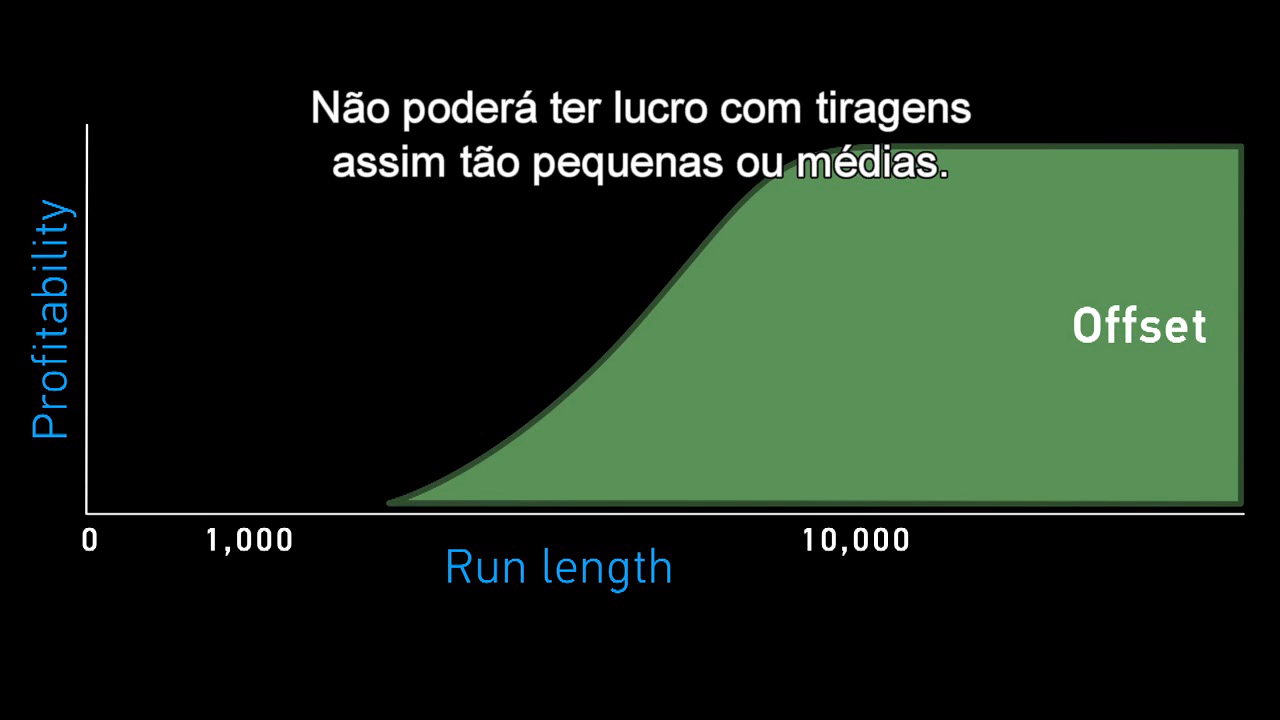 Não poderá ter lucro com tiragens
assim tão pequenas ou médias.
Profitability
Offset
0
1,000
10,000
Run length